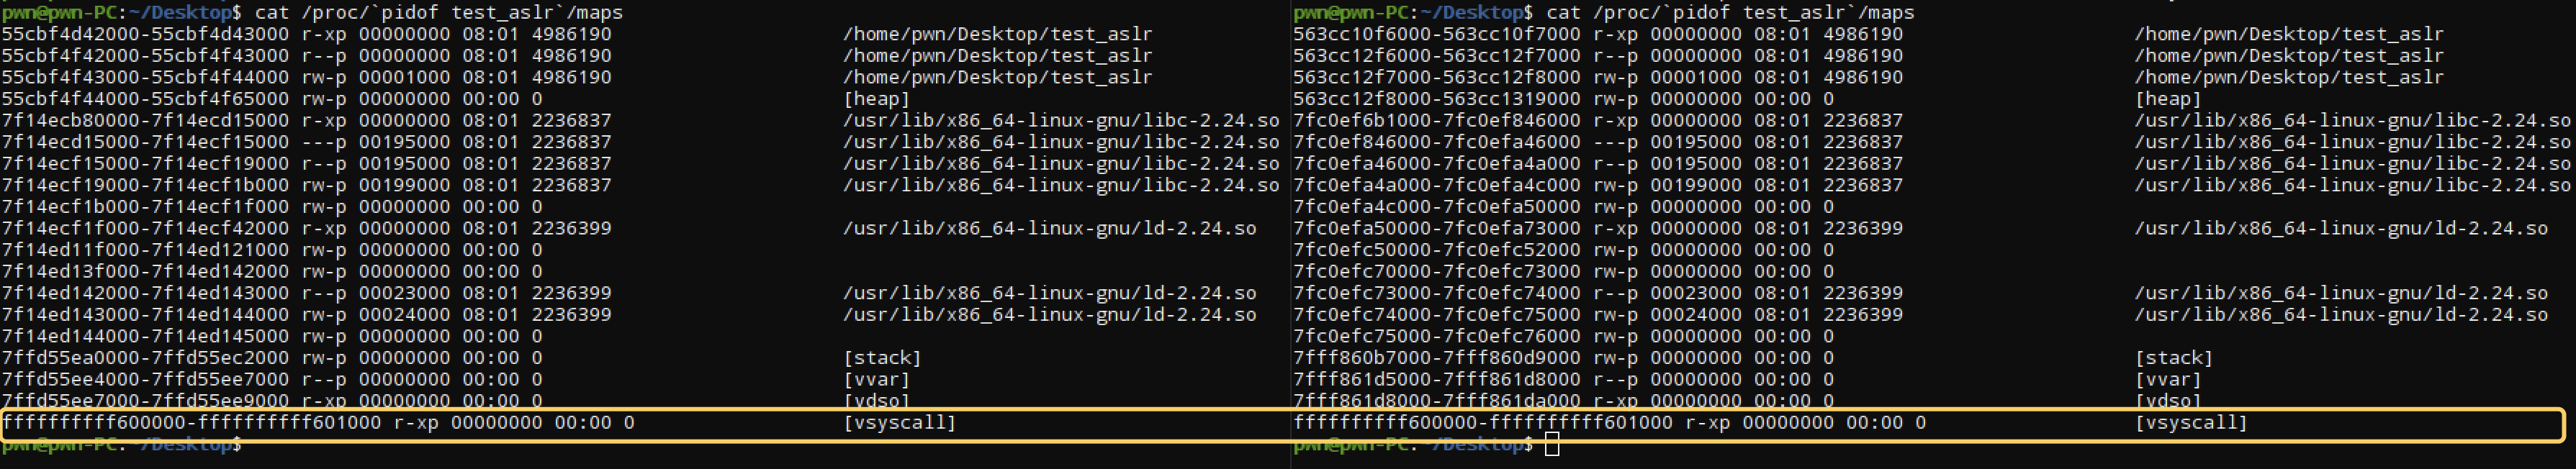 pwn@pwn-PC:~/Desktop$ cat /proc/`pidof test_aslr`/maps
55cbf4d42000-55cbf4d43000 r-xp 00000000 08:01 4986190 /home/pwn/Desktop/test_aslr
55cbf4f42000-55cbf4f43000 r--p 00000000 08:01 4986190 /home/pwn/Desktop/test_aslr
55cbf4f43000-55cbf4f44000 rw-p 00001000 08:01 4986190 /home/pwn/Desktop/test_aslr
55cbf4f44000-55cbf4f65000 rw-p 00000000 00:00 0 [heap]
7f14ecb80000-7f14ecd15000 r-xp 00000000 08:01 2236837 /usr/lib/x86_64-linux-gnu/libc-2.24.so
7f14ecd15000-7f14ecf15000 ---p 00195000 08:01 2236837 /usr/lib/x86_64-linux-gnu/libc-2.24.so
7f14ecf15000-7f14ecf19000 r--p 00195000 08:01 2236837 /usr/lib/x86_64-linux-gnu/libc-2.24.so
7f14ecf19000-7f14ecf1b000 rw-p 00199000 08:01 2236837 /usr/lib/x86_64-linux-gnu/libc-2.24.so
7f14ecf1b000-7f14ecf1f000 rw-p 00000000 00:00 0
7f14ecf1f000-7f14ecf42000 r-xp 00000000 08:01 2236399 /usr/lib/x86_64-linux-gnu/ld-2.24.so
7f14ed11f000-7f14ed121000 rw-p 00000000 00:00 0
7f14ed13f000-7f14ed142000 rw-p 00000000 00:00 0
7f14ed142000-7f14ed143000 r--p 00023000 08:01 2236399 /usr/lib/x86_64-linux-gnu/ld-2.24.so
7f14ed143000-7f14ed144000 rw-p 00024000 08:01 2236399 /usr/lib/x86_64-linux-gnu/ld-2.24.so
7f14ed144000-7f14ed145000 rw-p 00000000 00:00 0
7ffd55ea0000-7ffd55ec2000 rw-p 00000000 00:00 0 [stack]
7ffd55ee4000-7ffd55ee7000 r--p 00000000 00:00 0 [vvar]
7ffd55ee7000-7ffd55ee9000 r-xp 00000000 00:00 0 [vdso]
ffffffffff600000-ffffffffff601000 r-xp 00000000 00:00 0 [vsyscall]
pwn@pwn-PC:~/Desktop$
pwn@pwn-PC:~/Desktop$ cat /proc/`pidof test_aslr`/maps
563cc10f6000-563cc10f7000 r-xp 00000000 08:01 4986190 /home/pwn/Desktop/test_aslr
563cc12f6000-563cc12f7000 r--p 00000000 08:01 4986190 /home/pwn/Desktop/test_aslr
563cc12f7000-563cc12f8000 rw-p 00001000 08:01 4986190 /home/pwn/Desktop/test_aslr
563cc12f8000-563cc1319000 rw-p 00000000 00:00 0 [heap]
7fc0ef6b1000-7fc0ef846000 r-xp 00000000 08:01 2236837 /usr/lib/x86_64-linux-gnu/libc-2.24.so
7fc0ef846000-7fc0efa46000 ---p 00195000 08:01 2236837 /usr/lib/x86_64-linux-gnu/libc-2.24.so
7fc0efa46000-7fc0efa4a000 r--p 00195000 08:01 2236837 /usr/lib/x86_64-linux-gnu/libc-2.24.so
7fc0efa4a000-7fc0efa4c000 rw-p 00199000 08:01 2236837 /usr/lib/x86_64-linux-gnu/libc-2.24.so
7fc0efa4c000-7fc0efa50000 rw-p 00000000 00:00 0
7fc0efa50000-7fc0efa73000 r-xp 00000000 08:01 2236399 /usr/lib/x86_64-linux-gnu/ld-2.24.so
7fc0efc50000-7fc0efc52000 rw-p 00000000 00:00 0
7fc0efc70000-7fc0efc73000 rw-p 00000000 00:00 0
7fc0efc73000-7fc0efc74000 r--p 00023000 08:01 2236399 /usr/lib/x86_64-linux-gnu/ld-2.24.so
7fc0efc74000-7fc0efc75000 rw-p 00024000 08:01 2236399 /usr/lib/x86_64-linux-gnu/ld-2.24.so
7fc0efc75000-7fc0efc76000 rw-p 00000000 00:00 0
7fff860b7000-7fff860d9000 rw-p 00000000 00:00 0 [stack]
7fff861d5000-7fff861d8000 r--p 00000000 00:00 0 [vvar]
7fff861d8000-7fff861da000 r-xp 00000000 00:00 0 [vdso]
ffffffffff600000-ffffffffff601000 r-xp 00000000 00:00 0 [vsyscall]
pwn@pwn-PC:~/Desktop$